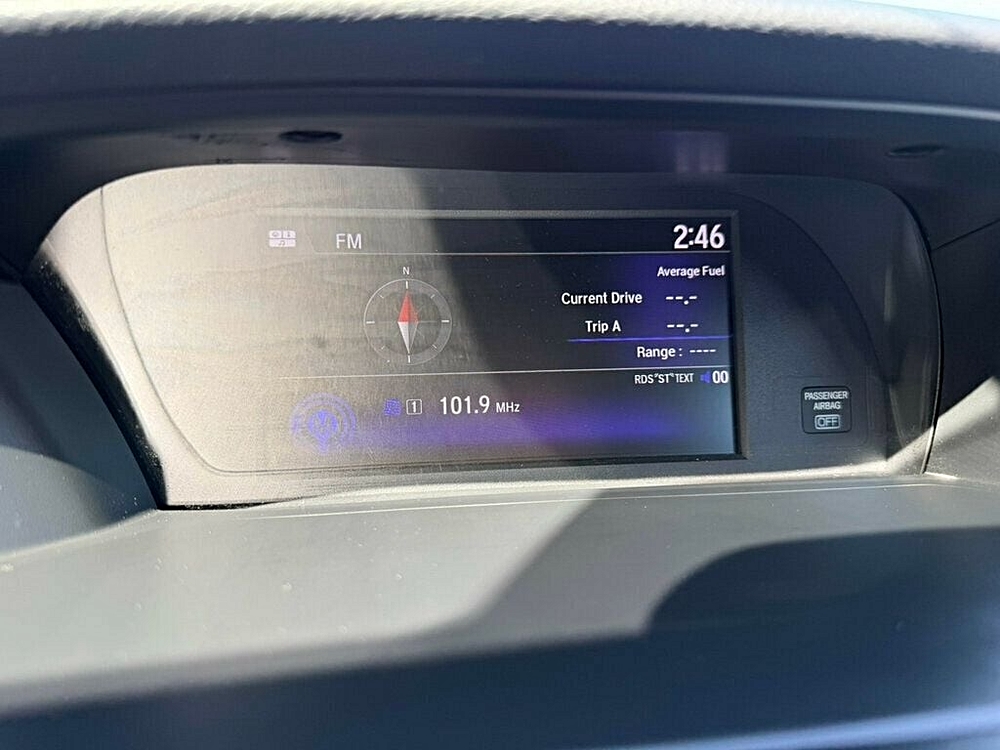 FM
2:46
N
Average Fuel
Current Drive --.-
Trip A --.-
Range : ----
RDS "ST" TEXT 00
1 101.9 MHz
PASSENGER
AIRBAG
OFF